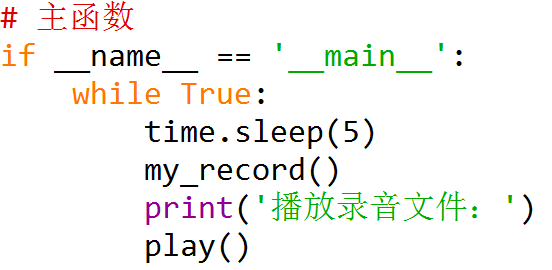 # 主函数
if __name__ == '__main__':
    while True:
        time.sleep(5)
        my_record()
        print('播放录音文件：')
        play()